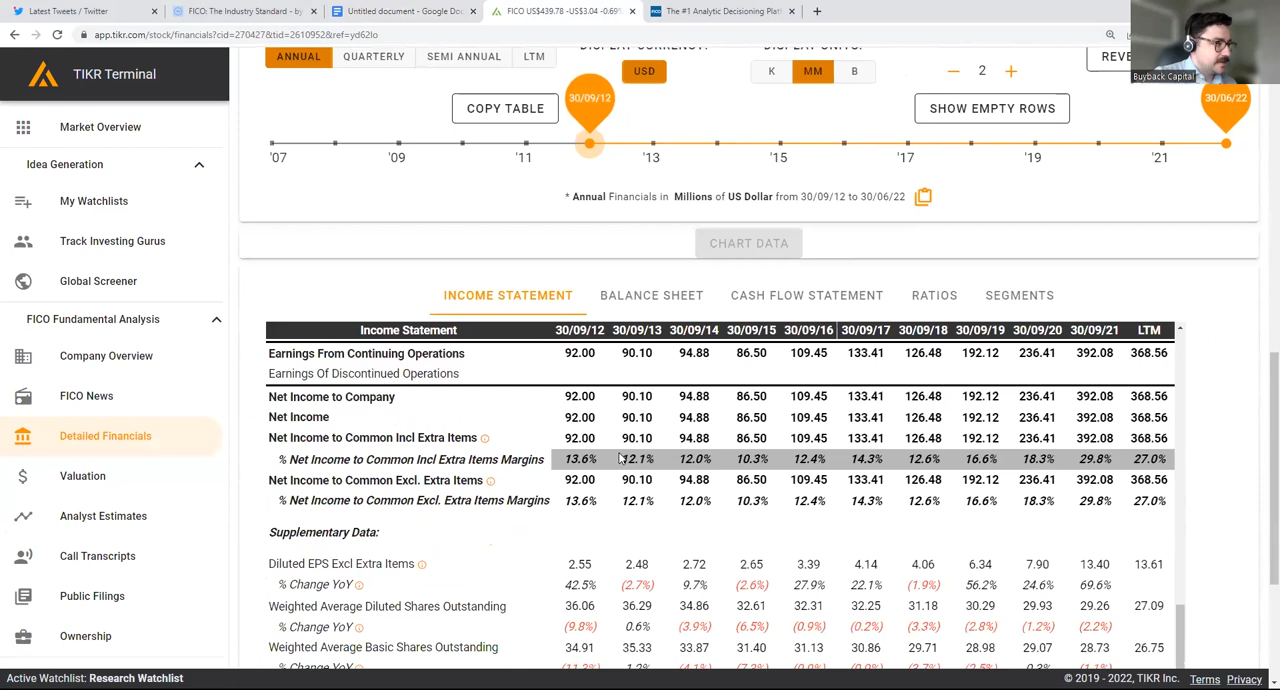 Latest Tweets / Twitter
FICO: The Industry Standard - by
Untitled document - Google Doc
FICO US$439.78 -US$3.04 -0.69%
The #1 Analytic Decisioning Plat
app.tikr.com/stock/financials?cid=270427&tid=2610952&ref=yd62lo
Buyback Capital
TIKR Terminal
Market Overview
Idea Generation
My Watchlists
Track Investing Gurus
Global Screener
FICO Fundamental Analysis
Company Overview
FICO News
Detailed Financials
Valuation
Analyst Estimates
Call Transcripts
Public Filings
Ownership
ANNUAL QUARTERLY SEMI ANNUAL LTM
USD
K MM B
2
REVE
COPY TABLE
30/09/12
SHOW EMPTY ROWS
30/06/22
'07 '09 '11 '13 '15 '17 '19 '21
* Annual Financials in Millions of US Dollar from 30/09/12 to 30/06/22
CHART DATA
INCOME STATEMENT BALANCE SHEET CASH FLOW STATEMENT RATIOS SEGMENTS
Income Statement 30/09/12 30/09/13 30/09/14 30/09/15 30/09/16 30/09/17 30/09/18 30/09/19 30/09/20 30/09/21 LTM
Earnings From Continuing Operations 92.00 90.10 94.88 86.50 109.45 133.41 126.48 192.12 236.41 392.08 368.56
Earnings Of Discontinued Operations
Net Income to Company 92.00 90.10 94.88 86.50 109.45 133.41 126.48 192.12 236.41 392.08 368.56
Net Income 92.00 90.10 94.88 86.50 109.45 133.41 126.48 192.12 236.41 392.08 368.56
Net Income to Common Incl Extra Items 92.00 90.10 94.88 86.50 109.45 133.41 126.48 192.12 236.41 392.08 368.56
% Net Income to Common Incl Extra Items Margins 13.6% 12.1% 12.0% 10.3% 12.4% 14.3% 12.6% 16.6% 18.3% 29.8% 27.0%
Net Income to Common Excl. Extra Items 92.00 90.10 94.88 86.50 109.45 133.41 126.48 192.12 236.41 392.08 368.56
% Net Income to Common Excl. Extra Items Margins 13.6% 12.1% 12.0% 10.3% 12.4% 14.3% 12.6% 16.6% 18.3% 29.8% 27.0%
Supplementary Data:
Diluted EPS Excl Extra Items 2.55 2.48 2.72 2.65 3.39 4.14 4.06 6.34 7.90 13.40 13.61
% Change YoY 42.5% (2.7%) 9.7% (2.6%) 27.9% 22.1% (1.9%) 56.2% 24.6% 69.6%
Weighted Average Diluted Shares Outstanding 36.06 36.29 34.86 32.61 32.31 32.25 31.18 30.29 29.93 29.26 27.09
% Change YoY (9.8%) 0.6% (3.9%) (6.5%) (0.9%) (0.2%) (3.3%) (2.8%) (1.2%) (2.2%)
Weighted Average Basic Shares Outstanding 34.91 35.33 33.87 31.40 31.13 30.86 29.71 28.98 29.07 28.73 26.75
% Change YoY
Active Watchlist: Research Watchlist
© 2019 - 2022, TIKR Inc. Terms Privacy